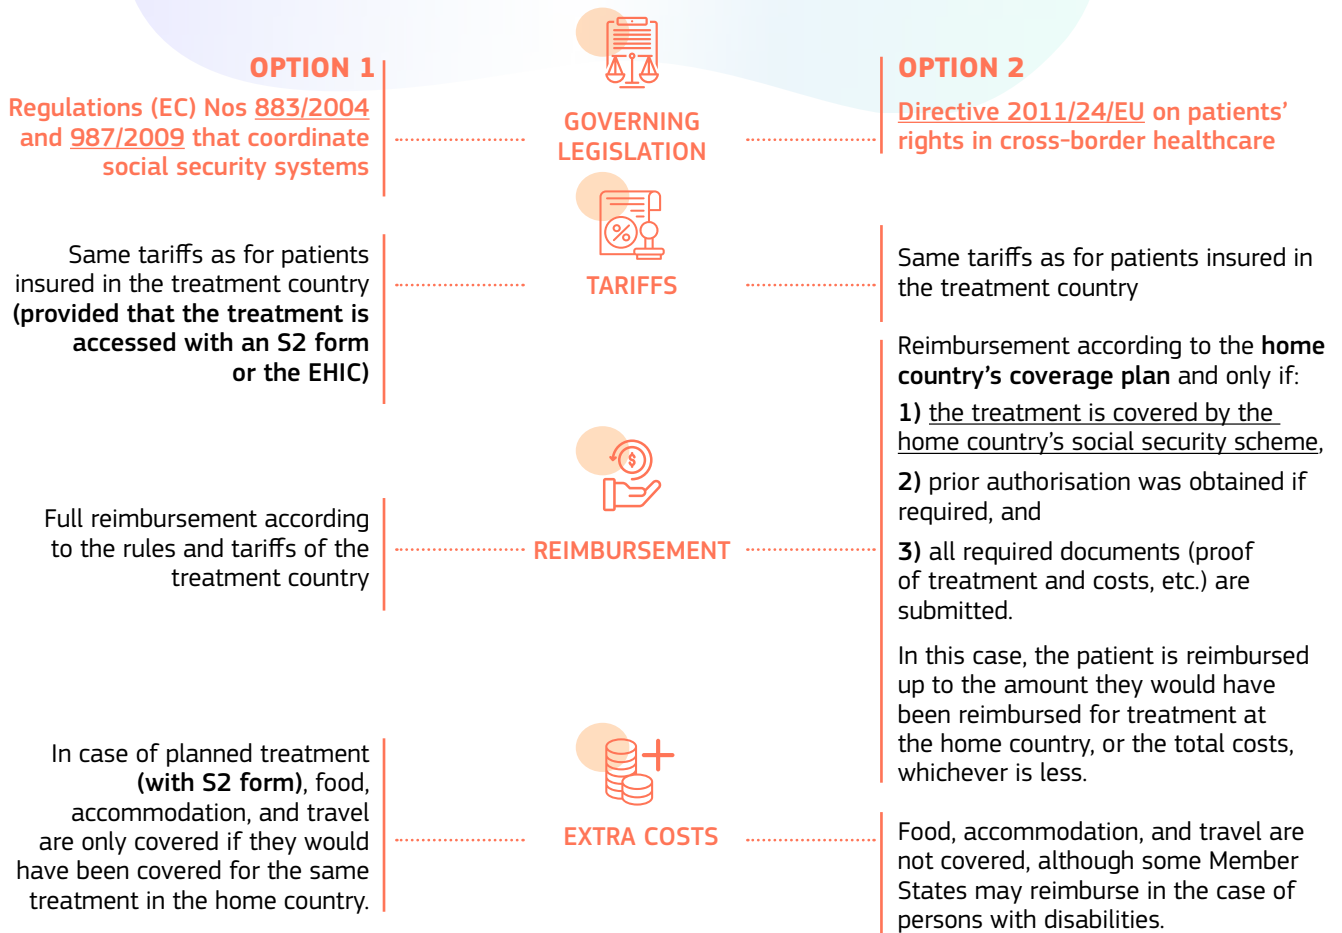 OPTION 1
Regulations (EC) Nos 883/2004
and 987/2009 that coordinate
social security systems
GOVERNING
LEGISLATION
OPTION 2
Directive 2011/24/EU on patients’
rights in cross-border healthcare
Same tariffs as for patients
insured in the treatment country
(provided that the treatment is
accessed with an S2 form
or the EHIC)
TARIFFS
Same tariffs as for patients insured in
the treatment country
Full reimbursement according
to the rules and tariffs of the
treatment country
REIMBURSEMENT
Reimbursement according to the home
country’s coverage plan and only if:
1) the treatment is covered by the
home country’s social security scheme,
2) prior authorisation was obtained if
required, and
3) all required documents (proof
of treatment and costs, etc.) are
submitted.
In this case, the patient is reimbursed
up to the amount they would have
been reimbursed for treatment at
the home country, or the total costs,
whichever is less.
In case of planned treatment
(with S2 form), food,
accommodation, and travel
are only covered if they would
have been covered for the same
treatment in the home country.
EXTRA COSTS
Food, accommodation, and travel are
not covered, although some Member
States may reimburse in the case of
persons with disabilities.